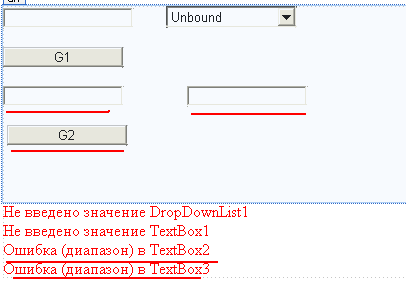 Unbound
G1
G2
Не введено значение DropDownList1
Не введено значение TextBox1
Ошибка (диапазон) в TextBox2
Ошибка (диапазон) в TextBox3